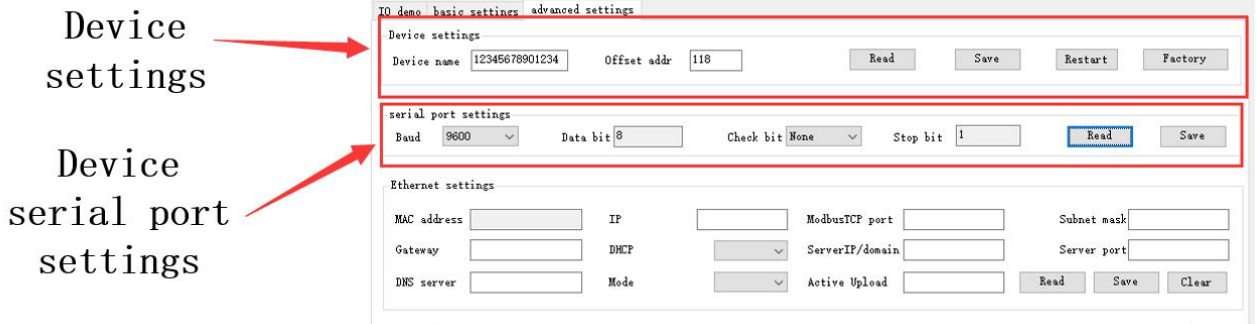 Device
settings
Device
serial port
settings
IO demo basic settings advanced settings
Device settings
Device name 12345678901234 Offset addr 118 Read Save Restart Factory
serial port settings
Baud 9600 Data bit 8 Check bit None Stop bit 1 Read Save
Ethernet settings
MAC address IP ModbusTCP port Subnet mask
Gateway DHCP ServerIP/domain Server port
DNS server Mode Active Upload Read Save Clear